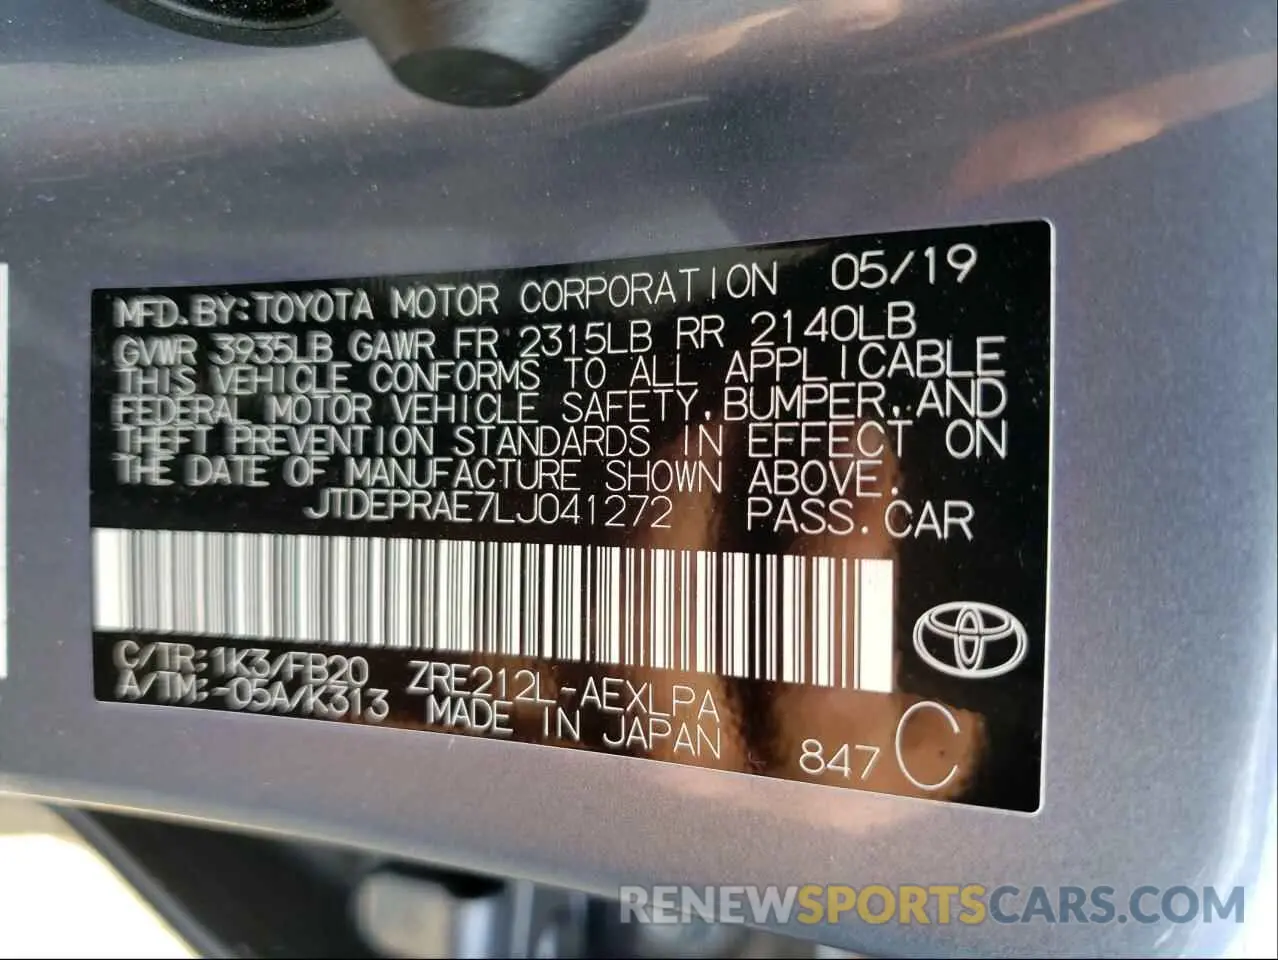 MFD. BY: TOYOTA MOTOR CORPORATION 05/19
GVWR 3935LB GAWR FR 2315LB RR 2140LB
THIS VEHICLE CONFORMS TO ALL APPLICABLE
FEDERAL MOTOR VEHICLE SAFETY, BUMPER, AND
THEFT PREVENTION STANDARDS IN EFFECT ON
THE DATE OF MANUFACTURE SHOWN ABOVE.
JTDEPRAE7LJ041272 PASS. CAR
C/TR: 1K3/FB20 ZRE212L-AEXLPA
A/TM: -05A/K313 MADE IN JAPAN 847 C
RENEWSPORTSCARS.COM